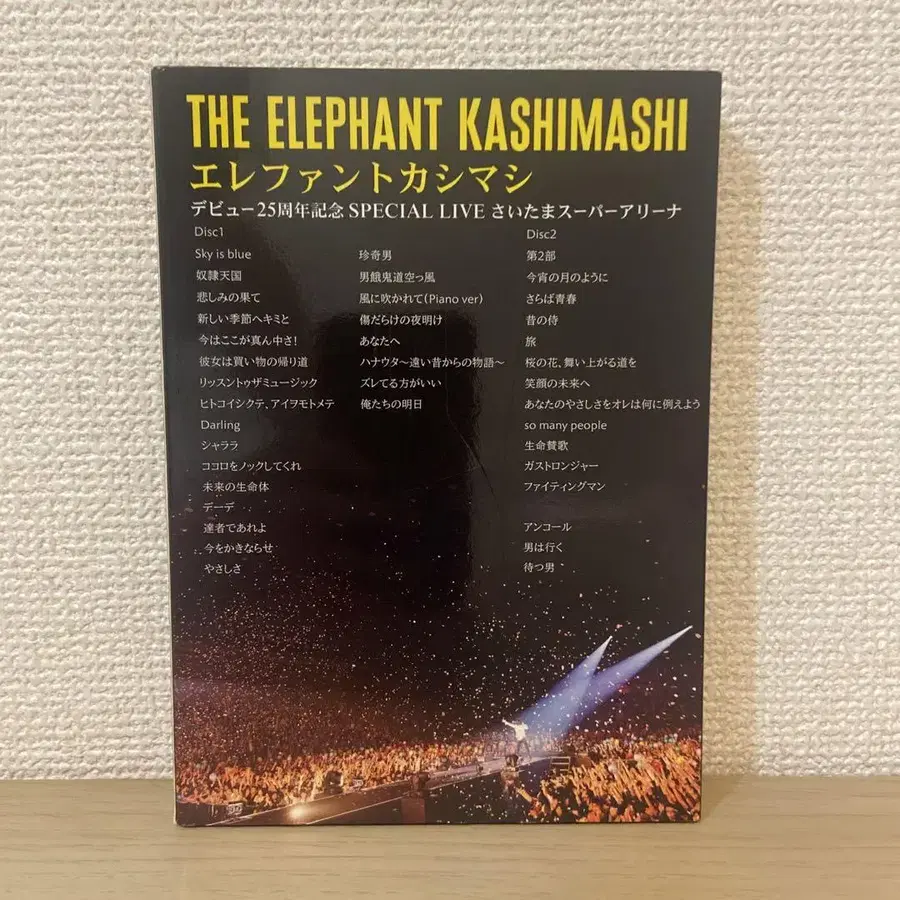 THE ELEPHANT KASHIMASHI
エレファントカシマシ
デビュー25周年記念 SPECIAL LIVE さいたまスーパーアリーナ
Disc1
Sky is blue
奴隷天国
悲しみの果て
新しい季節へキミと
今はここが真ん中さ!
彼女は買い物の帰り道
リッスントゥザミュージック
ヒトコイシクテ、アイヲモトメテ
Darling
シャララ
ココロをノックしてくれ
未来の生命体
デーデ
達者であれよ
今をかきならせ
やさしさ
珍奇男
男餓鬼道空っ風
風に吹かれて(Piano ver)
傷だらけの夜明け
あなたへ
ハナウタ〜遠い昔からの物語〜
ズレてる方がいい
俺たちの明日
Disc2
第2部
今宵の月のように
さらば青春
昔の侍
旅
桜の花、舞い上がる道を
笑顔の未来へ
あなたのやさしさをオレは何に例えよう
so many people
生命賛歌
ガストロンジャー
ファイティングマン
アンコール
男は行く
待つ男